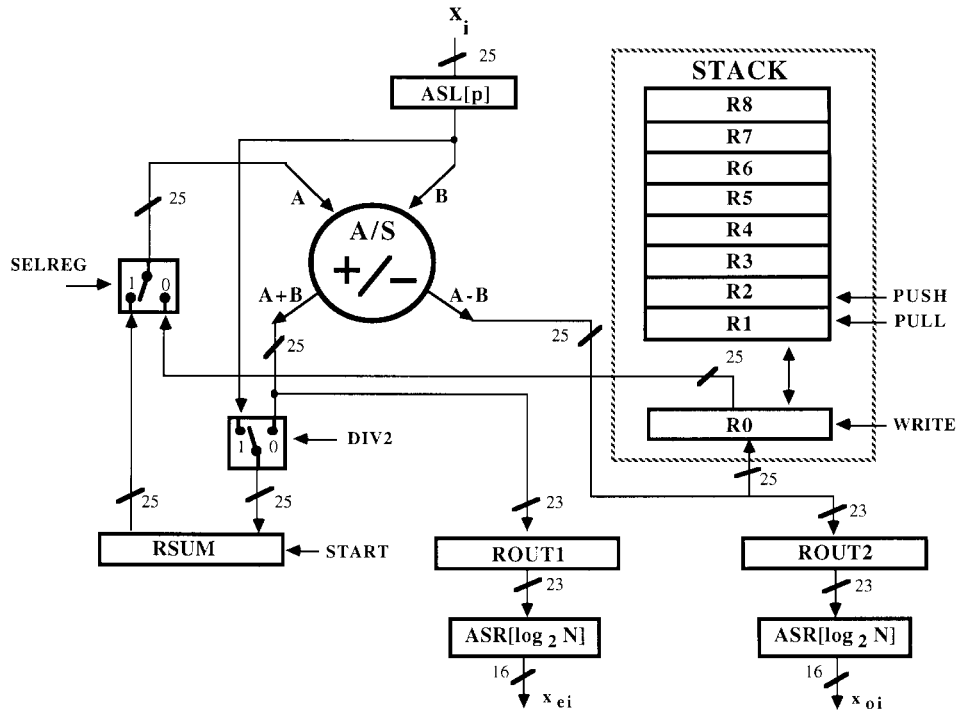 x i
25
ASL[p]
STACK
R8
R7
R6
R5
R4
R3
R2
R1
PUSH
PULL
25
A
B
A/S
+/−
A+B
A-B
SELREG
1 0
25
25
25
1 0
DIV2
R0
WRITE
25
25
25
23
23
RSUM
START
ROUT1
ROUT2
23
23
ASR[log 2 N]
ASR[log 2 N]
16
16
x ei
x oi